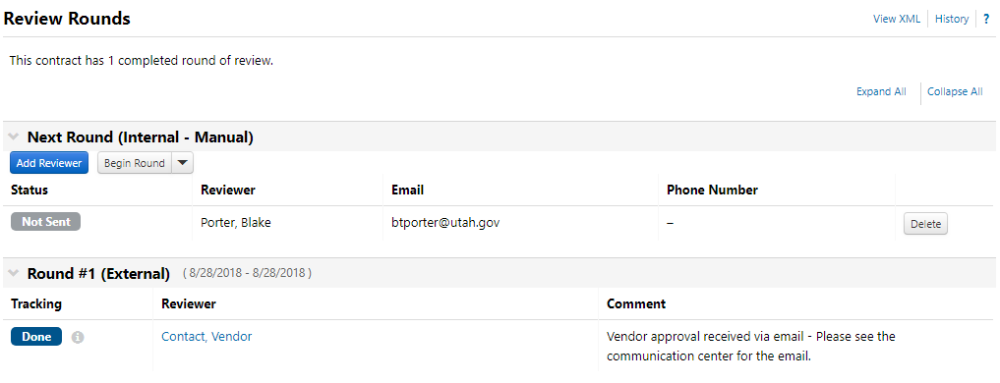 Review Rounds
View XML
History
?
This contract has 1 completed round of review.
Expand All
Collapse All
Next Round (Internal - Manual)
Add Reviewer
Begin Round
Status
Reviewer
Email
Phone Number
Not Sent
Porter, Blake
btporter@utah.gov
–
Delete
Round #1 (External)
( 8/28/2018 - 8/28/2018 )
Tracking
Reviewer
Comment
Done
i
Contact, Vendor
Vendor approval received via email - Please see the
communication center for the email.